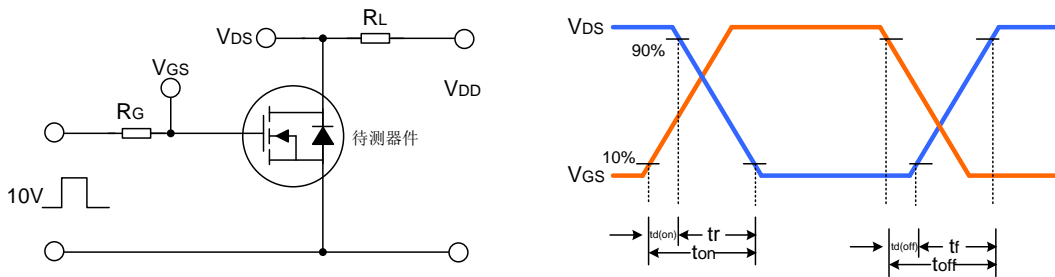 RL
VDS
VGS
VDD
RG
待测器件
10V
VDS
90%
10%
VGS
td(on)
tr
ton
td(off)
tf
toff